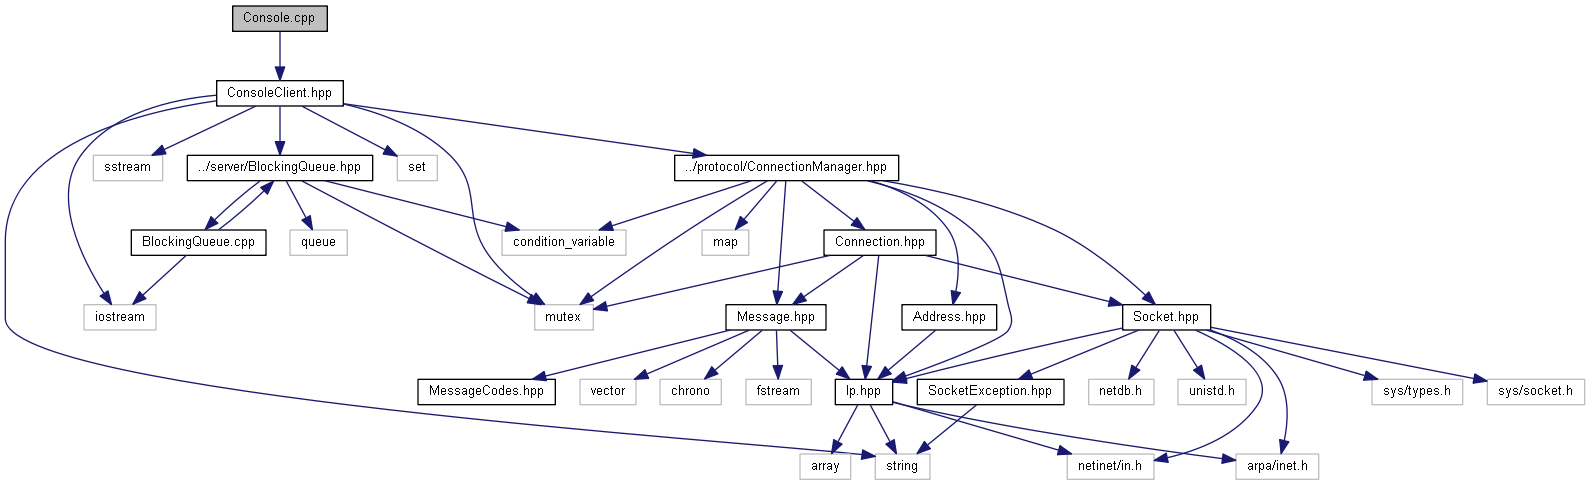 Console.cpp
ConsoleClient.hpp
sstream
../server/BlockingQueue.hpp
set
../protocol/ConnectionManager.hpp
BlockingQueue.cpp
queue
condition_variable
map
Connection.hpp
iostream
mutex
Message.hpp
Address.hpp
Socket.hpp
MessageCodes.hpp
vector
chrono
fstream
Ip.hpp
SocketException.hpp
netdb.h
unistd.h
sys/types.h
sys/socket.h
array
string
netinet/in.h
arpa/inet.h